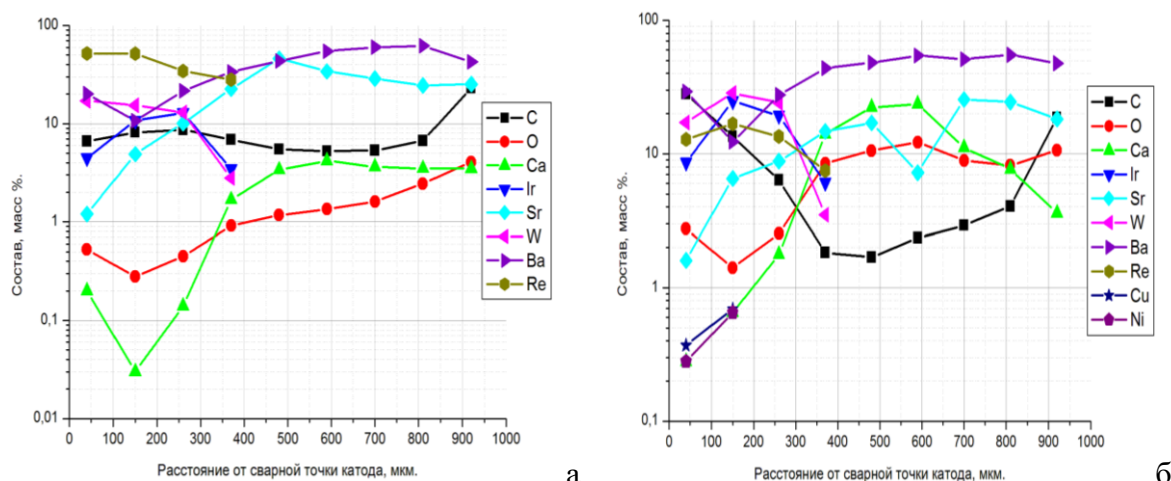 100
10
1
0,1
0,01
Состав, масс %.
0 100 200 300 400 500 600 700 800 900 1000
Расстояние от сварной точки катода, мкм.
C
O
Ca
Ir
Sr
W
Ba
Re
а
100
10
1
0,1
Состав, масс %.
0 100 200 300 400 500 600 700 800 900 1000
Расстояние от сварной точки катода, мкм.
C
O
Ca
Ir
Sr
W
Ba
Re
Cu
Ni
б